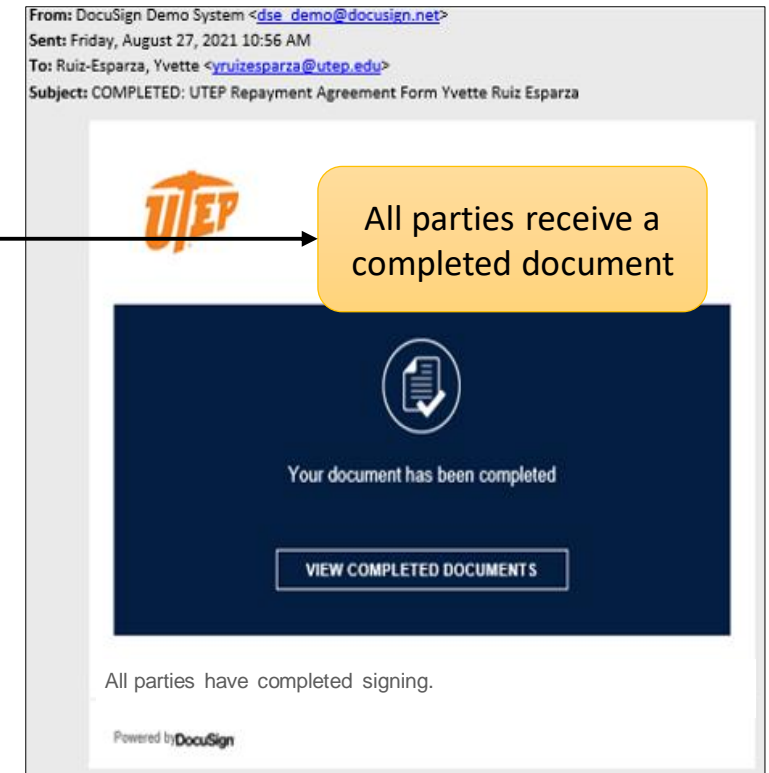 From: DocuSign Demo System <dse_demo@docusign.net>
Sent: Friday, August 27, 2021 10:56 AM
To: Ruiz-Esparza, Yvette <yruizesparza@utep.edu>
Subject: COMPLETED: UTEP Repayment Agreement Form Yvette Ruiz Esparza
UTEP
All parties receive a
completed document
Your document has been completed
VIEW COMPLETED DOCUMENTS
All parties have completed signing.
Powered by DocuSign